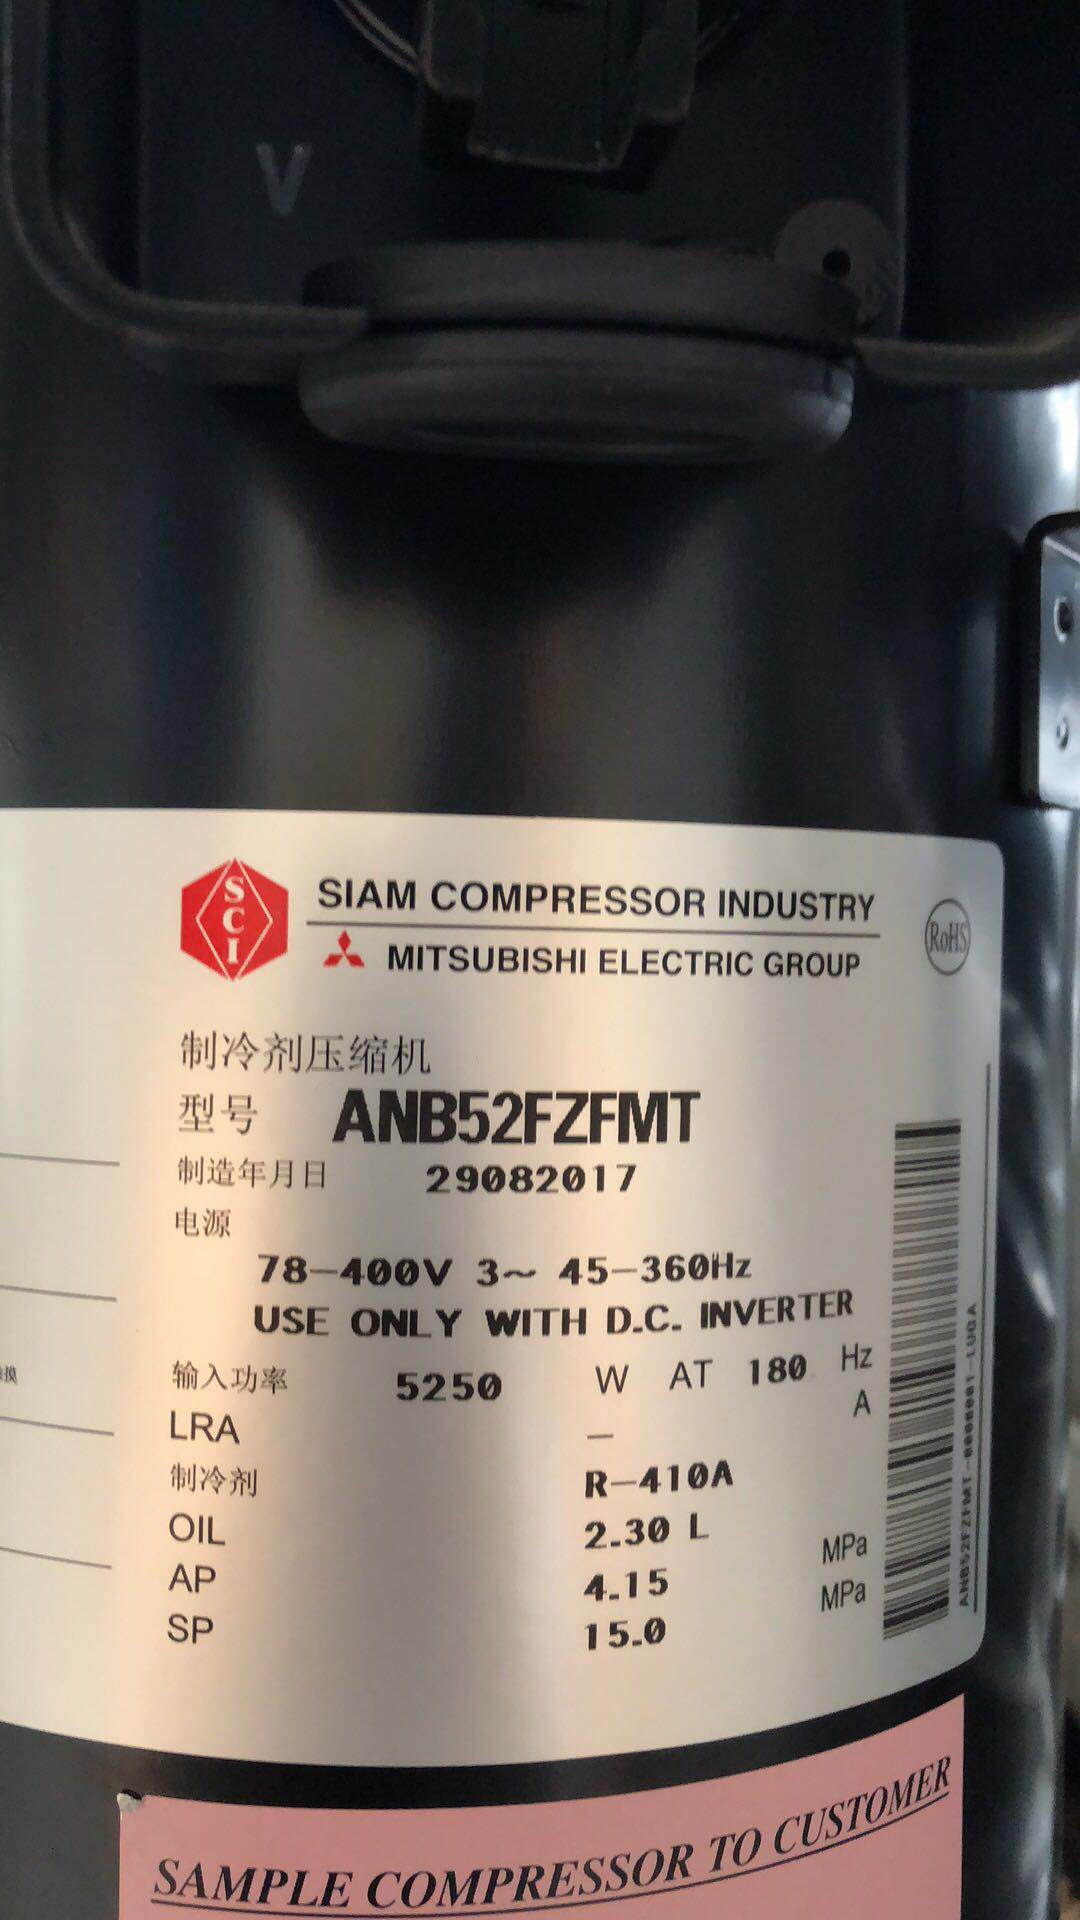 V
SCI
SIAM COMPRESSOR INDUSTRY
MITSUBISHI ELECTRIC GROUP
RoHS
制冷剂压缩机
型号 ANB52FZFMT
制造年月日 29082017
电源
78-400V 3~ 45-360Hz
USE ONLY WITH D.C. INVERTER
输入功率 5250 W AT 180 Hz
LRA – A
制冷剂 R-410A
OIL 2.30 L
AP 4.15 MPa
SP 15.0 MPa
ANB52FZFMT-0000001-LUQA
SAMPLE COMPRESSOR TO CUSTOMER